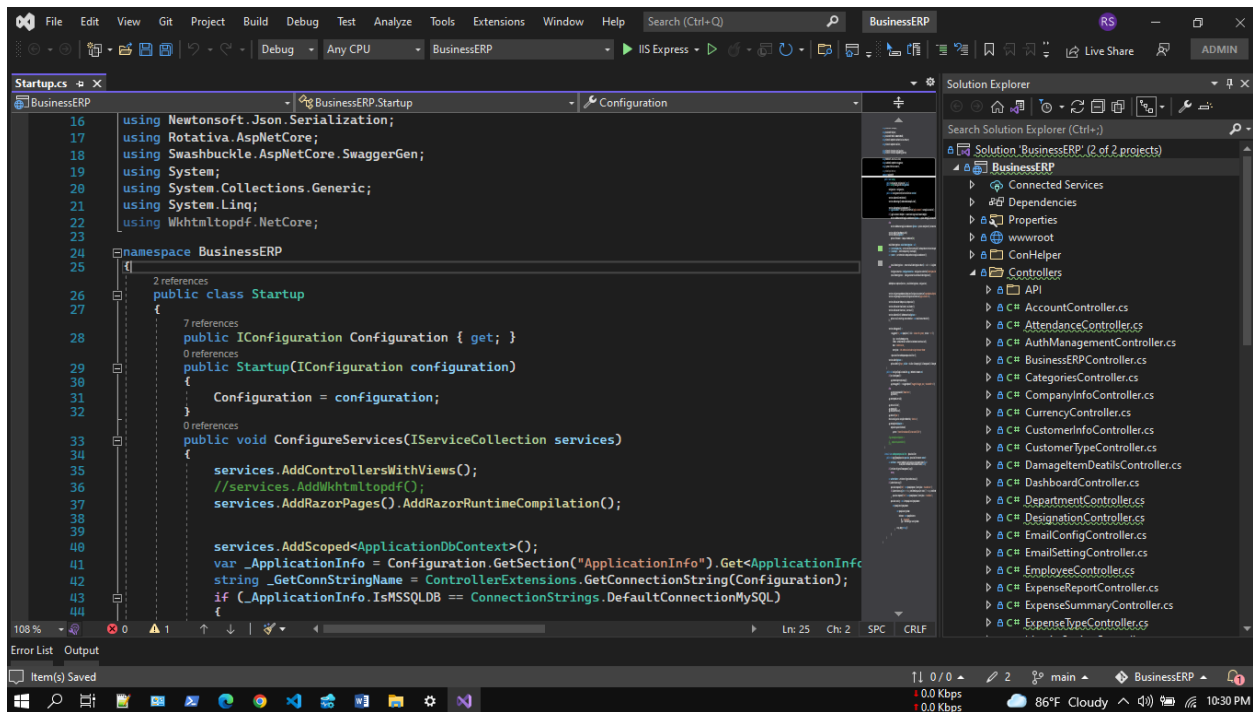 File Edit View Git Project Build Debug Test Analyze Tools Extensions Window Help Search (Ctrl+Q) BusinessERP RS
Debug Any CPU BusinessERP IIS Express Live Share ADMIN
Startup.cs
BusinessERP BusinessERP.Startup Configuration
16 using Newtonsoft.Json.Serialization;
17 using Rotativa.AspNetCore;
18 using Swashbuckle.AspNetCore.SwaggerGen;
19 using System;
20 using System.Collections.Generic;
21 using System.Linq;
22 using Wkhtmltopdf.NetCore;
23
24 namespace BusinessERP
25 {
2 references
26 public class Startup
27 {
7 references
28 public IConfiguration Configuration { get; }
0 references
29 public Startup(IConfiguration configuration)
30 {
31 Configuration = configuration;
32 }
0 references
33 public void ConfigureServices(IServiceCollection services)
34 {
35 services.AddControllersWithViews();
36 //services.AddWkhtmltopdf();
37 services.AddRazorPages().AddRazorRuntimeCompilation();
38
39
40 services.AddScoped<ApplicationDbContext>();
41 var _ApplicationInfo = Configuration.GetSection("ApplicationInfo").Get<ApplicationInfo
42 string _GetConnStringName = ControllerExtensions.GetConnectionString(Configuration);
43 if (_ApplicationInfo.IsMSSQLDB == ConnectionStrings.DefaultConnectionMySQL)
44 {
108 % 0 1 Ln: 25 Ch: 2 SPC CRLF
Solution Explorer
Search Solution Explorer (Ctrl+;)
Solution 'BusinessERP' (2 of 2 projects)
BusinessERP
Connected Services
Dependencies
Properties
wwwroot
ConHelper
Controllers
API
C# AccountController.cs
C# AttendanceController.cs
C# AuthManagementController.cs
C# BusinessERPController.cs
C# CategoriesController.cs
C# CompanyInfoController.cs
C# CurrencyController.cs
C# CustomerInfoController.cs
C# CustomerTypeController.cs
C# DamageItemDeatilsController.cs
C# DashboardController.cs
C# DepartmentController.cs
C# DesignationController.cs
C# EmailConfigController.cs
C# EmailSettingController.cs
C# EmployeeController.cs
C# ExpenseReportController.cs
C# ExpenseSummaryController.cs
C# ExpenseTypeController.cs
Error List Output
Item(s) Saved 0 / 0 2 main BusinessERP 1
0.0 Kbps
0.0 Kbps
86°F Cloudy 10:30 PM